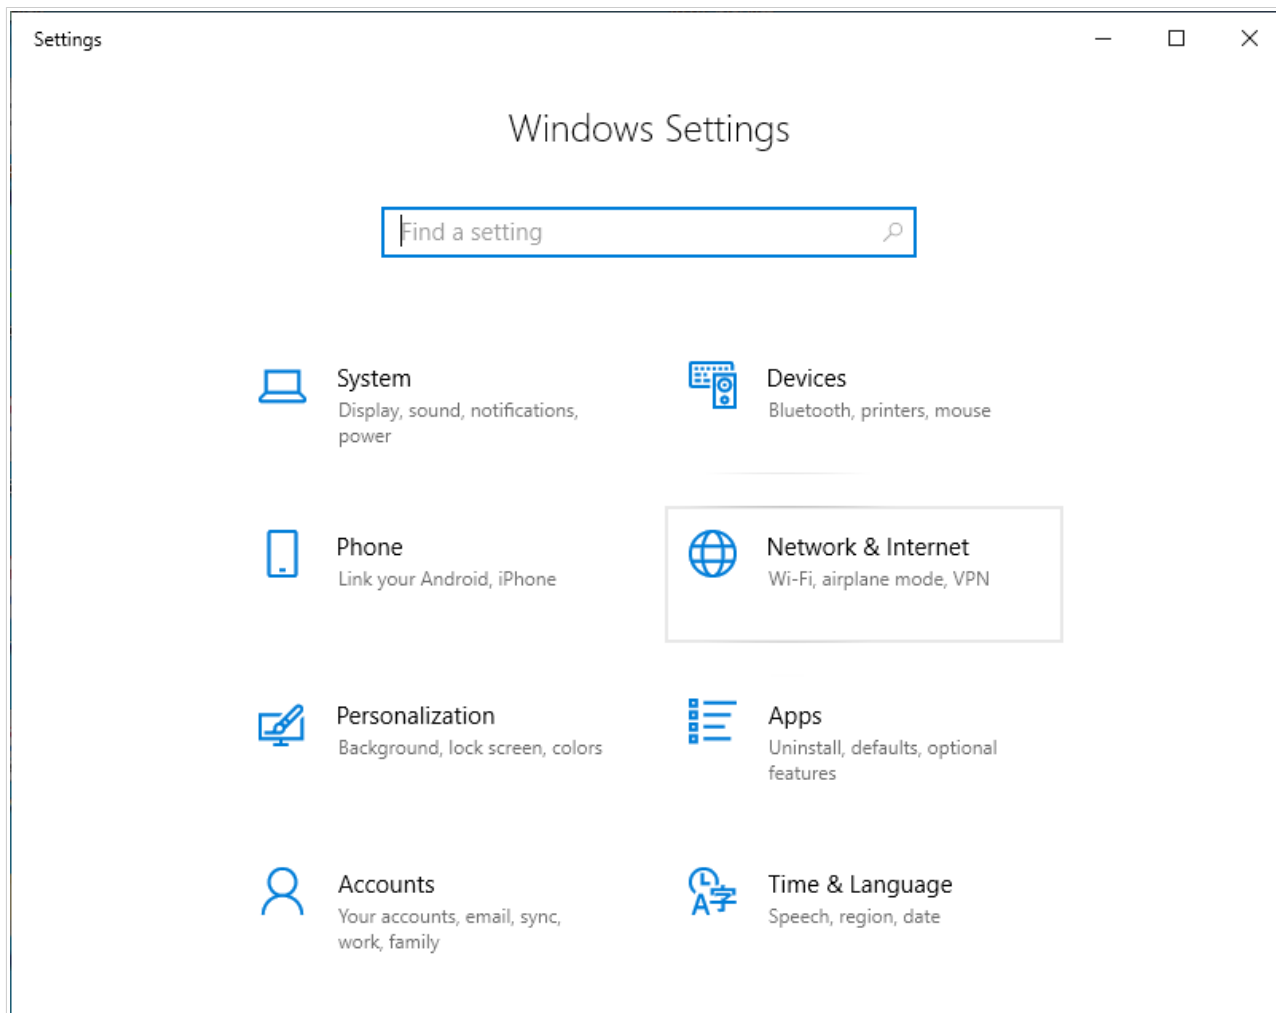 Settings
Windows Settings
Find a setting
System
Display, sound, notifications,
power
Devices
Bluetooth, printers, mouse
Phone
Link your Android, iPhone
Network & Internet
Wi-Fi, airplane mode, VPN
Personalization
Background, lock screen, colors
Apps
Uninstall, defaults, optional
features
Accounts
Your accounts, email, sync,
work, family
Time & Language
Speech, region, date